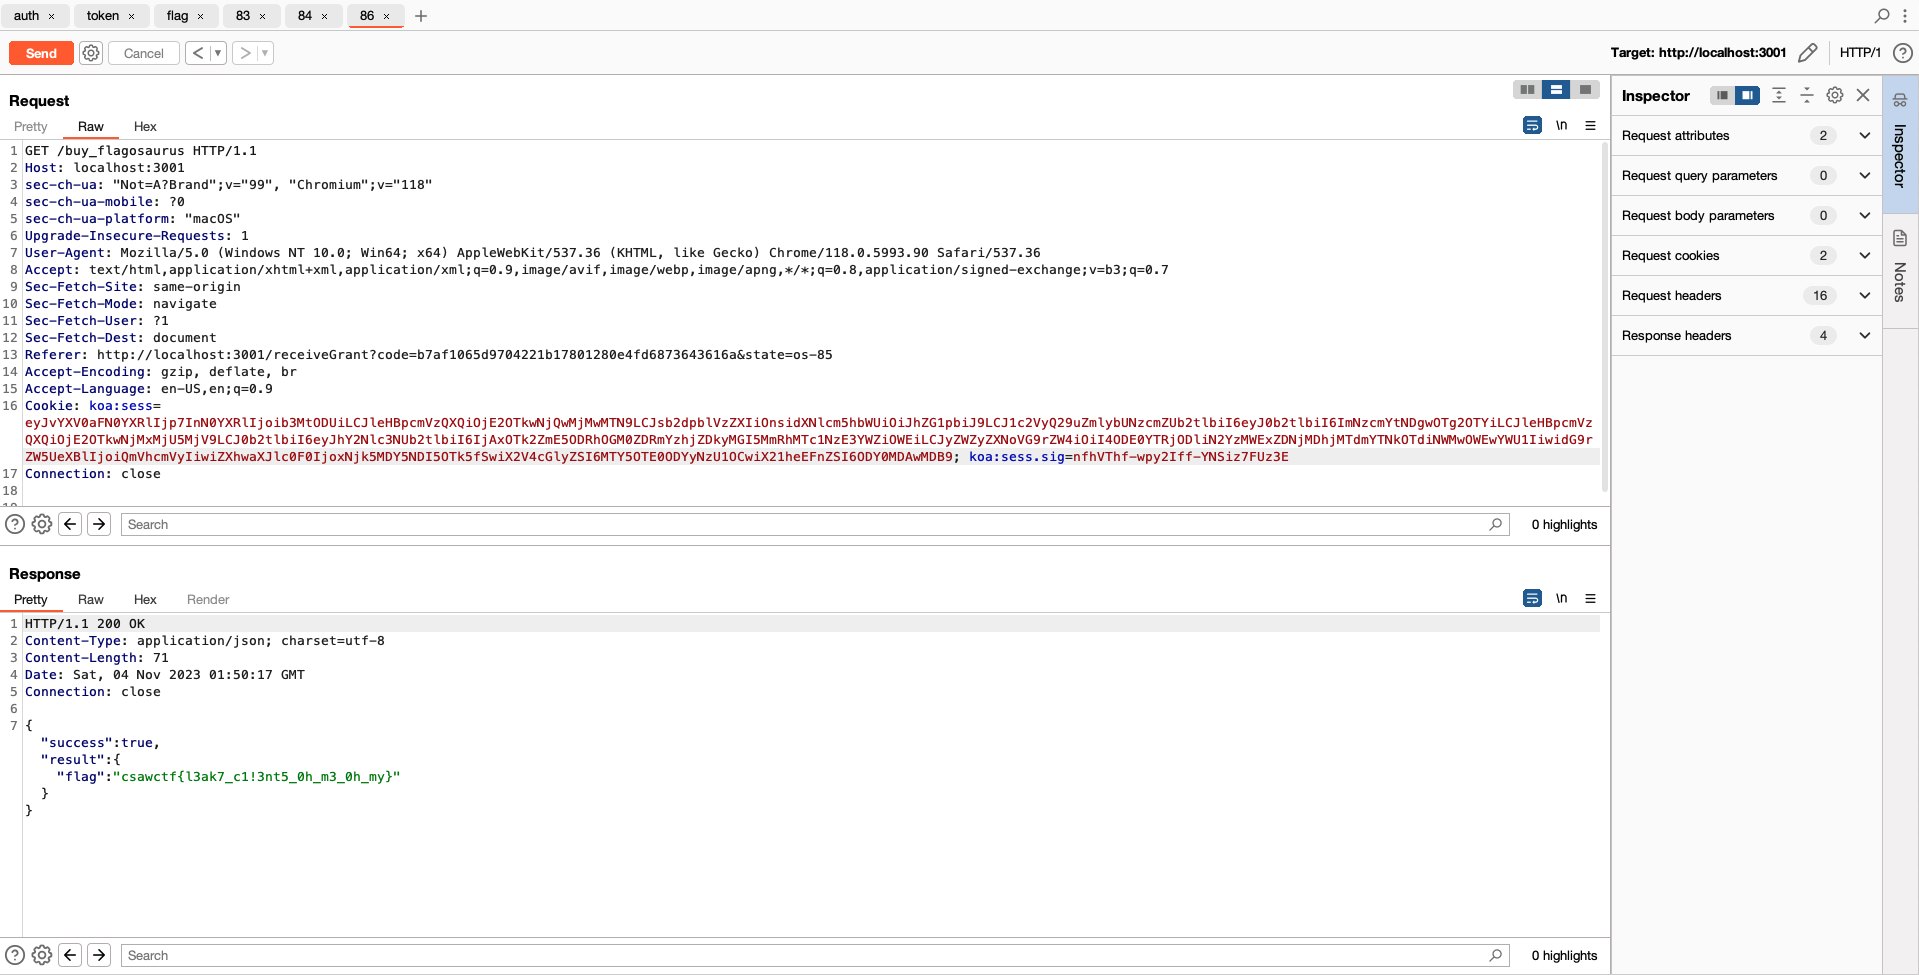 auth × token × flag × 83 × 84 × 86 × +
Send Cancel < > Target: http://localhost:3001 HTTP/1 ?
Request
Pretty Raw Hex \n
1 GET /buy_flagosaurus HTTP/1.1
2 Host: localhost:3001
3 sec-ch-ua: "Not=A?Brand";v="99", "Chromium";v="118"
4 sec-ch-ua-mobile: ?0
5 sec-ch-ua-platform: "macOS"
6 Upgrade-Insecure-Requests: 1
7 User-Agent: Mozilla/5.0 (Windows NT 10.0; Win64; x64) AppleWebKit/537.36 (KHTML, like Gecko) Chrome/118.0.5993.90 Safari/537.36
8 Accept: text/html,application/xhtml+xml,application/xml;q=0.9,image/avif,image/webp,image/apng,*/*;q=0.8,application/signed-exchange;v=b3;q=0.7
9 Sec-Fetch-Site: same-origin
10 Sec-Fetch-Mode: navigate
11 Sec-Fetch-User: ?1
12 Sec-Fetch-Dest: document
13 Referer: http://localhost:3001/receiveGrant?code=b7af1065d9704221b17801280e4fd6873643616a&state=os-85
14 Accept-Encoding: gzip, deflate, br
15 Accept-Language: en-US,en;q=0.9
16 Cookie: koa:sess=
eyJvYXV0aFN0YXRlIjp7InN0YXRlIjoib3MtODUiLCJleHBpcmVzQXQiOjE2OTkwNjQwMjMwMTN9LCJsb2dpblVzZXIiOnsidXNlcm5hbWUiOiJhZG1pbiJ9LCJ1c2VyQ29uZmlybUNzcmZUb2tlbiI6eyJ0b2tlbiI6ImNzcmYtNDgwOTg2OTYiLCJleHBpcmVz
QXQiOjE2OTkwNjMxMjU5MjV9LCJ0b2tlbiI6eyJhY2Nlc3NUb2tlbiI6IjAxOTk2ZmE5ODRhOGM0ZDRmYzhjZDkyMGI5MmRhMTc1NzE3YWZiOWEiLCJyZWZyZXNoVG9rZW4iOiI4ODE0YTRjODliN2YzMWExZDNjMDhjMTdmYTNkOTdiNWMwOWEwYWU1IiwidG9r
ZW5UeXBlIjoiQmVhcmVyIiwiZXhwaXJlc0F0IjoxNjk5MDY5NDI5OTk5fSwiX2V4cGlyZSI6MTY5OTE0ODYyNzU1OCwiX21heEFnZSI6ODY0MDAwMDB9; koa:sess.sig=nfhVThf-wpy2Iff-YNSiz7FUz3E
17 Connection: close
18
Search 0 highlights
Response
Pretty Raw Hex Render \n
1 HTTP/1.1 200 OK
2 Content-Type: application/json; charset=utf-8
3 Content-Length: 71
4 Date: Sat, 04 Nov 2023 01:50:17 GMT
5 Connection: close
6
7 {
"success":true,
"result":{
"flag":"csawctf{l3ak7_c1!3nt5_0h_m3_0h_my}"
}
}
Search 0 highlights
Inspector
Request attributes 2
Request query parameters 0
Request body parameters 0
Request cookies 2
Request headers 16
Response headers 4
Inspector
Notes